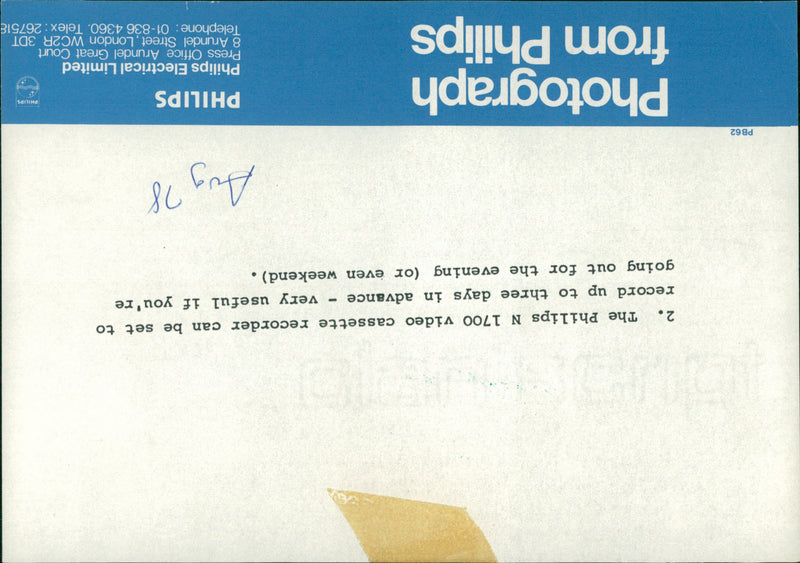 2. The Philips N 1700 video cassette recorder can be set to
record up to three days in advance - very useful if you're
going out for the evening (or even weekend).
Aug 78
PB62
Photograph
from Philips
PHILIPS
Philips Electrical Limited
Press Office Arundel Great Court
8 Arundel Street, London WC2R 3DT
Telephone: 01-836 4360. Telex: 267518
PHILIPS